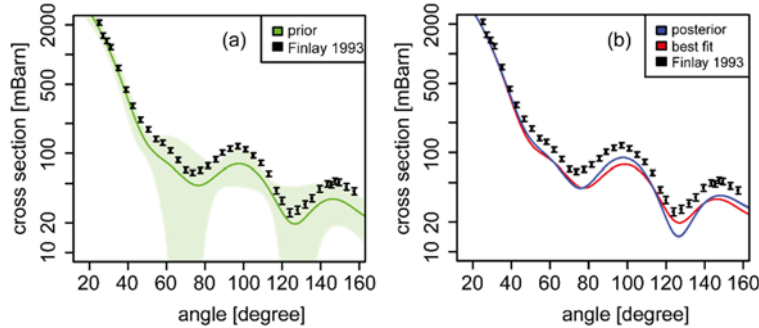 (a)
prior
Finlay 1993
cross section [mBarn]
2000
500
100
10 20
20 40 60 80 100 120 140 160
angle [degree]
(b)
posterior
best fit
Finlay 1993
cross section [mBarn]
2000
500
100
10 20
20 40 60 80 100 120 140 160
angle [degree]